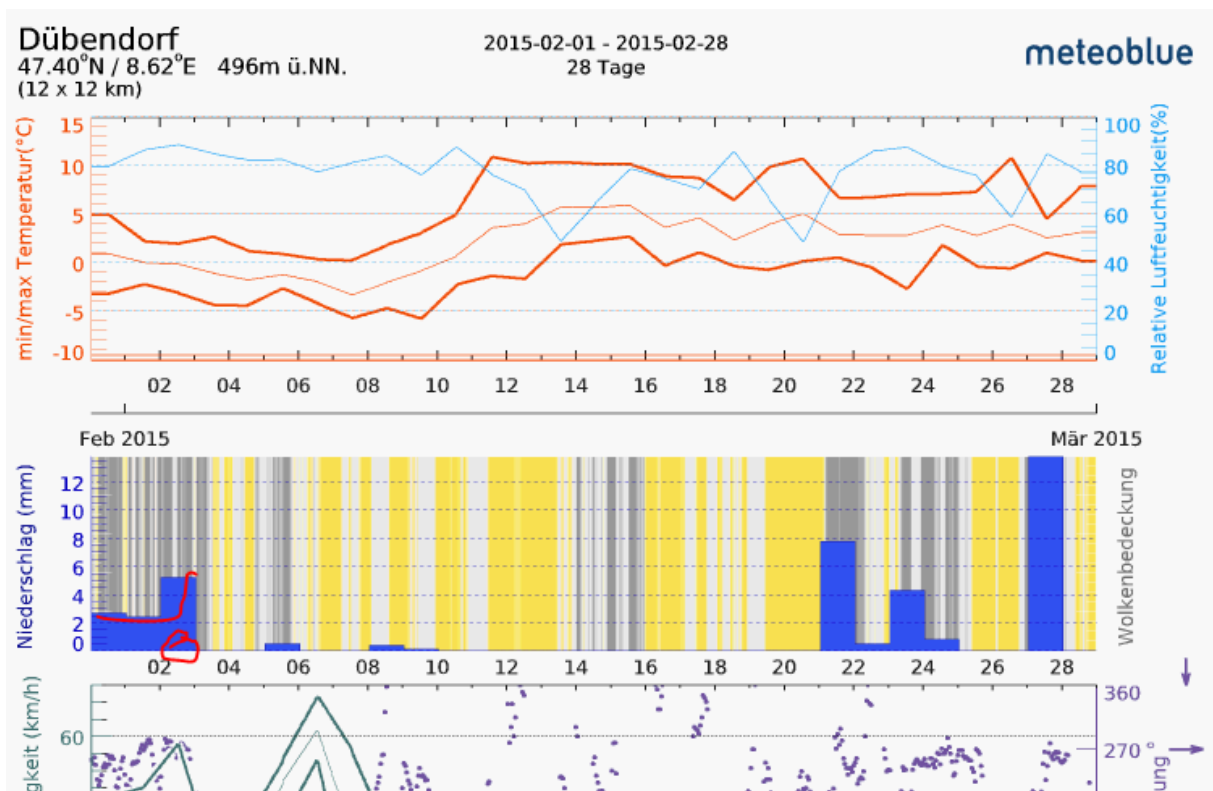 Dübendorf
47.40°N / 8.62°E 496m ü.NN.
(12 x 12 km)
2015-02-01 - 2015-02-28
28 Tage
meteoblue
min/max Temperatur(°C)
15
10
5
0
-5
-10
Relative Luftfeuchtigkeit(%)
100
80
60
40
20
0
02 04 06 08 10 12 14 16 18 20 22 24 26 28
Feb 2015
Mär 2015
Niederschlag (mm)
12
10
8
6
4
2
0
Wolkenbedeckung
02 04 06 08 10 12 14 16 18 20 22 24 26 28
gkeit (km/h)
60
360
270
ung °